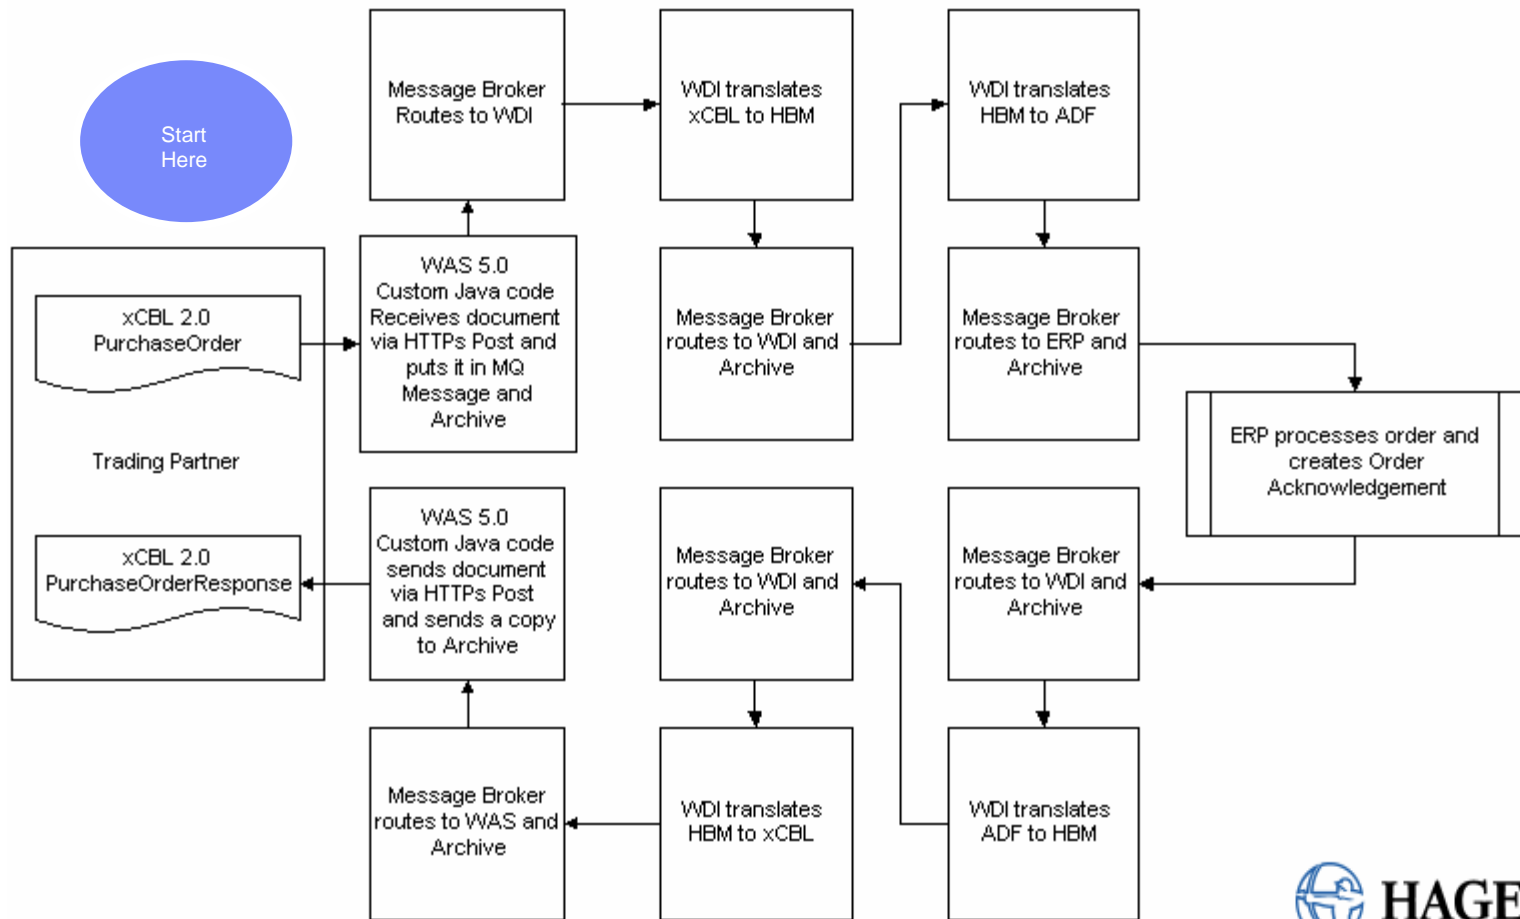 Start
Here
xCBL 2.0
PurchaseOrder
Trading Partner
xCBL 2.0
PurchaseOrderResponse
WAS 5.0
Custom Java code
Receives document
via HTTPs Post and
puts it in MQ
Message and
Archive
Message Broker
Routes to WDI
WDI translates
xCBL to HBM
Message Broker
routes to WDI and
Archive
WDI translates
HBM to ADF
Message Broker
routes to ERP and
Archive
ERP processes order and
creates Order
Acknowledgement
Message Broker
routes to WDI and
Archive
WDI translates
ADF to HBM
Message Broker
routes to WDI and
Archive
WDI translates
HBM to xCBL
Message Broker
routes to WAS and
Archive
WAS 5.0
Custom Java code
sends document
via HTTPs Post
and sends a copy
to Archive
HAGE